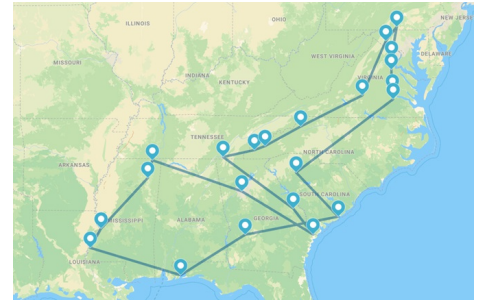 ILLINOIS
OHIO
NEW JERSE
MISSOURI
INDIANA
WEST VIRGINIA
DELAWARE
KENTUCKY
VIRGINIA
TENNESSEE
NORTH CAROLINA
ARKANSAS
SOUTH CAROLINA
MISSISSIPPI
ALABAMA
GEORGIA
LOUISIANA